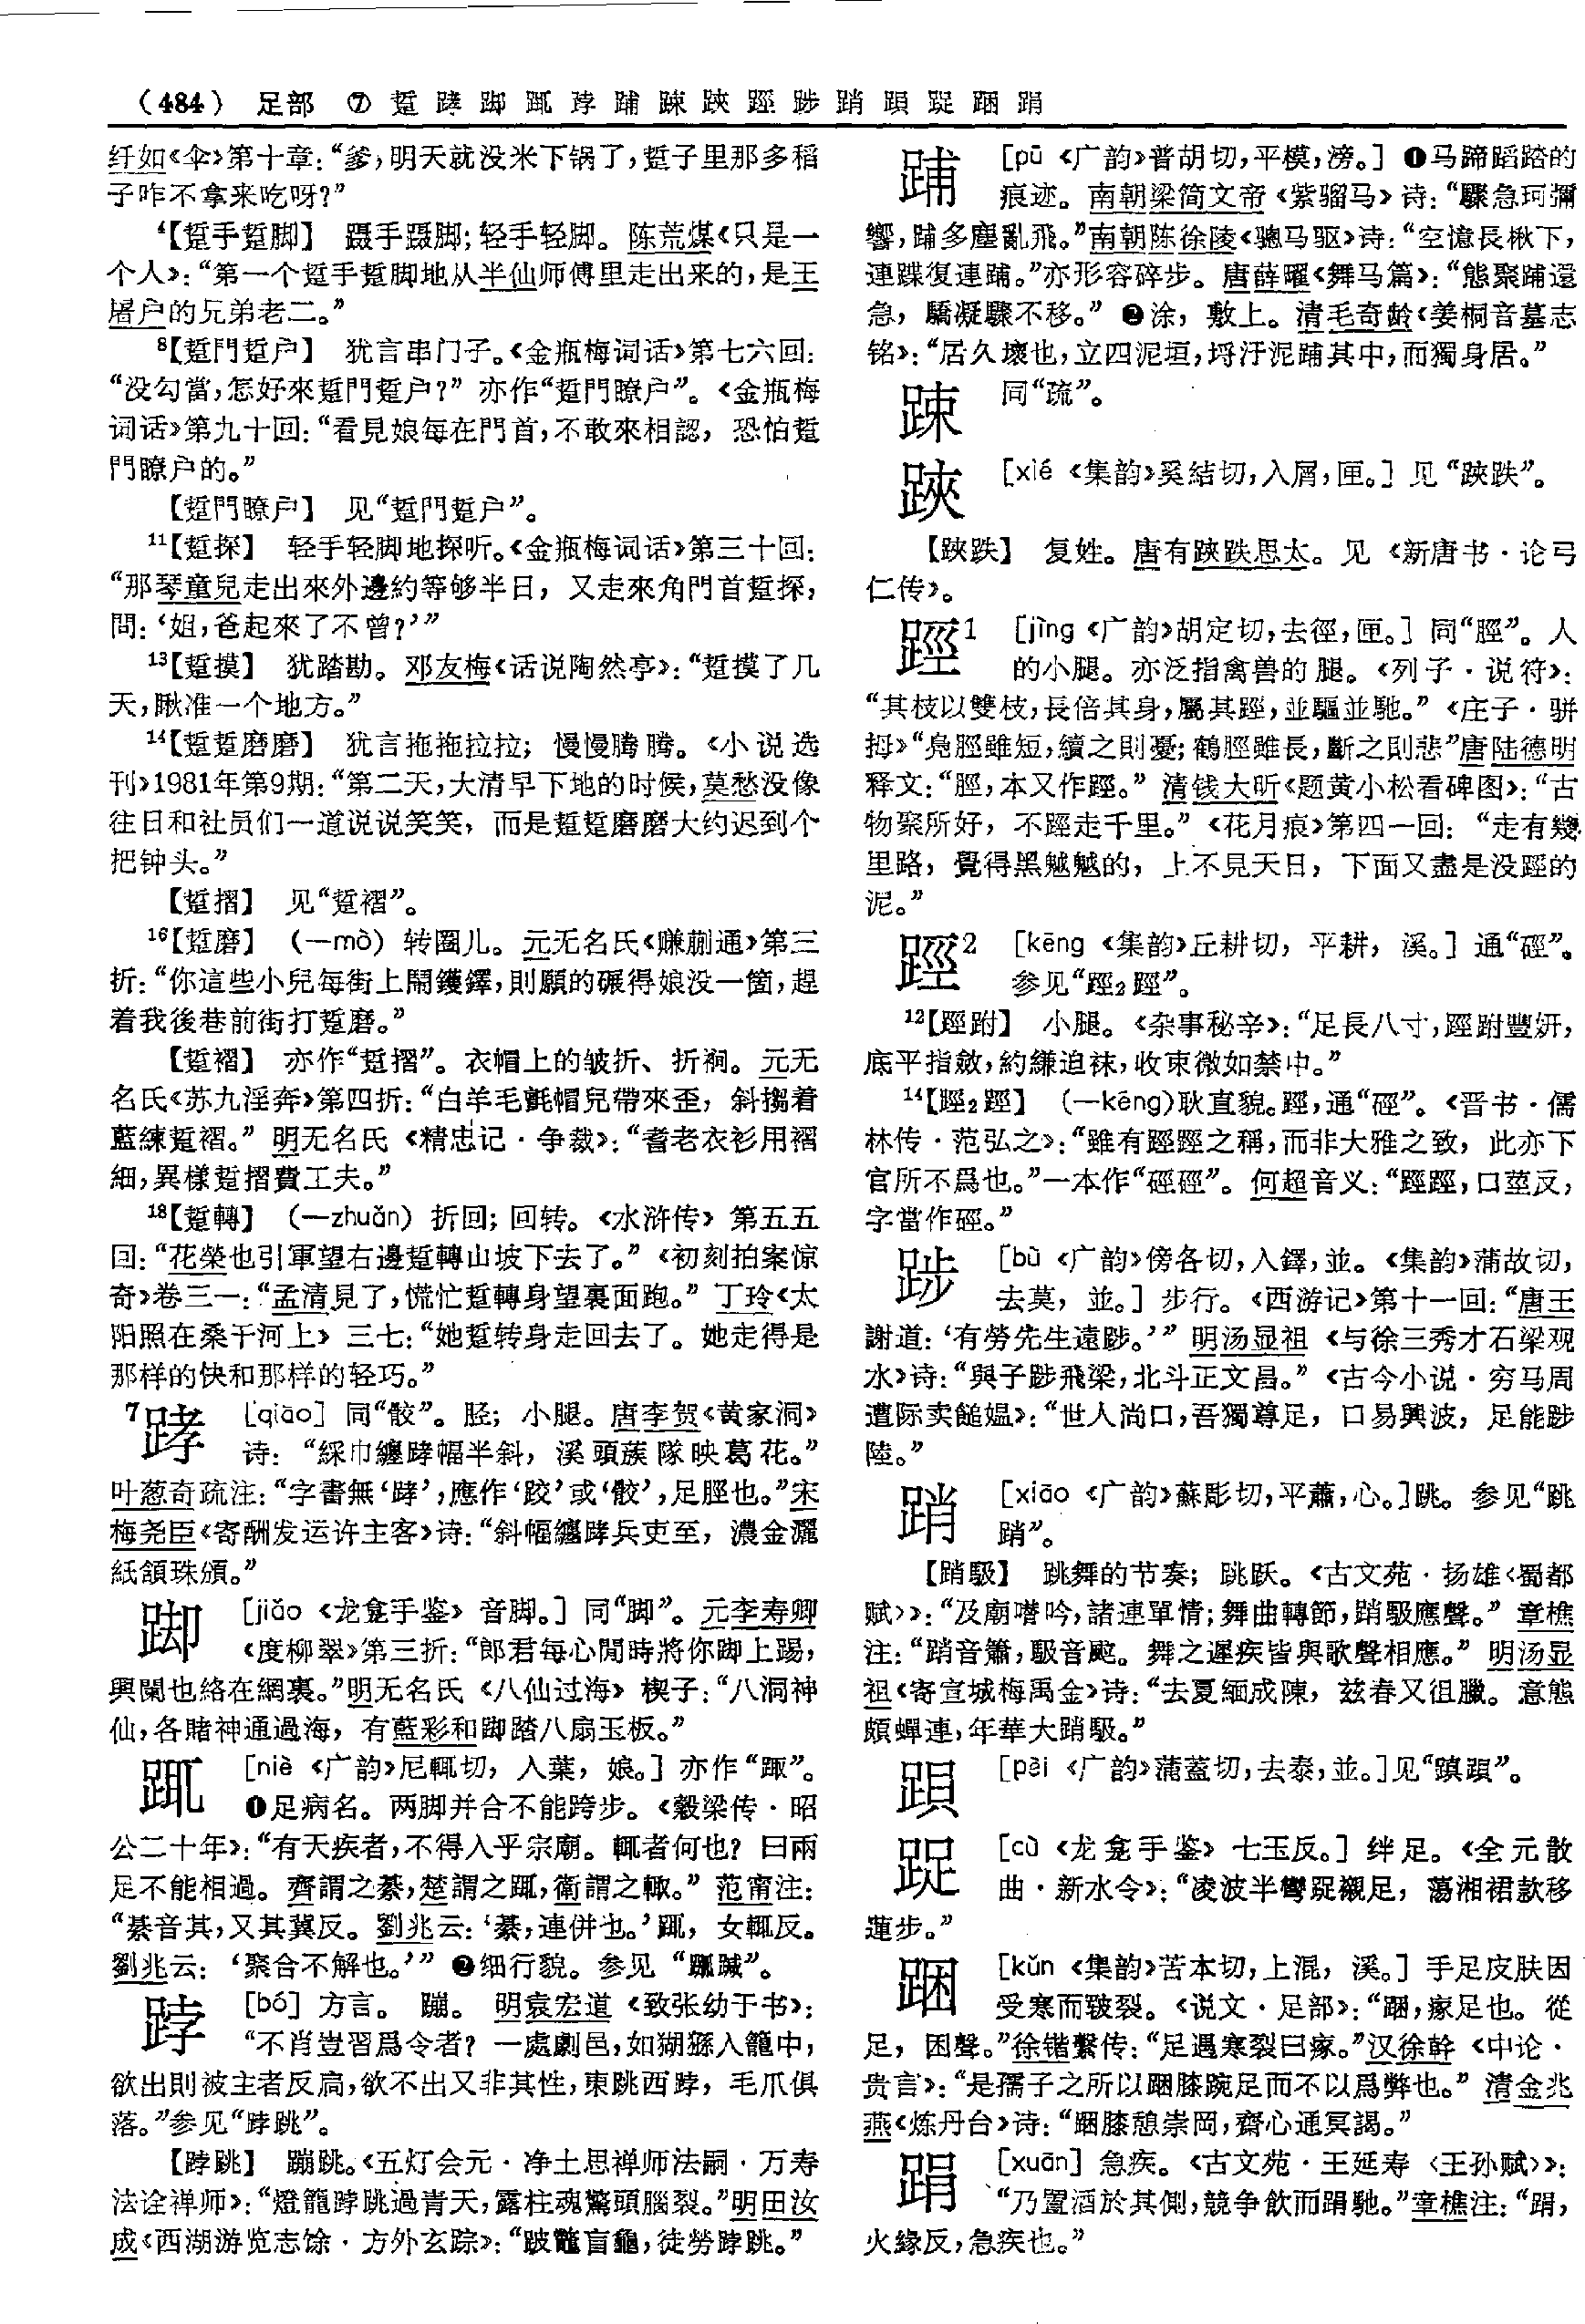 （484） 足部 ⑦ 踅 踍 踋 踂 踍 踄 踈 跾 踁 踄 踃 跟 踀 踞 踊
纤如《伞》第十章：“爹，明天就没米下锅了，踅子里那多稻
子咋不拿来吃呀？”
⁴【踅手踅脚】 蹑手蹑脚；轻手轻脚。陈荒煤《只是一
个人》：“第一个踅手踅脚地从半仙师傅里走出来的，是王
屠户的兄弟老二。”
⁸【踅門踅户】 犹言串门子。《金瓶梅词话》第七六回：
“没勾當，怎好來踅門踅户？” 亦作“踅門瞭户”。《金瓶梅
词话》第九十回：“看見娘每在門首，不敢來相認，恐怕踅
門瞭户的。”
【踅門瞭户】 见“踅門踅户”。
¹¹【踅探】 轻手轻脚地探听。《金瓶梅词话》第三十回：
“那琴童兒走出來外邊約等够半日，又走來角門首踅探，
問：‘姐，爸起來了不曾？’”
¹³【踅摸】 犹踏勘。邓友梅《话说陶然亭》：“踅摸了几
天，瞅准一个地方。”
¹⁴【踅踅磨磨】 犹言拖拖拉拉；慢慢腾腾。《小说选
刊》1981年第9期：“第二天，大清早下地的时候，莫愁没像
往日和社员们一道说说笑笑，而是踅踅磨磨大约迟到个
把钟头。”
【踅摺】 见“踅褶”。
¹⁶【踅磨】 （—mò） 转圈儿。元无名氏《赚蒯通》第三
折：“你這些小兒每街上鬧鑊鐸，則願的碾得娘没一箇，趕
着我後巷前街打踅磨。”
【踅褶】 亦作“踅摺”。衣帽上的皱折、折裥。元无
名氏《苏九淫奔》第四折：“白羊毛氈帽兒帶來歪，斜搊着
藍綀踅褶。” 明无名氏《精忠记·争裁》：“耆老衣衫用褶
細，異樣踅摺費工夫。”
¹⁸【踅轉】 （—zhuǎn） 折回；回转。《水浒传》第五五
回：“花榮也引軍望右邊踅轉山坡下去了。”《初刻拍案惊
奇》卷三一：“孟清見了，慌忙踅轉身望裏面跑。” 丁玲《太
阳照在桑干河上》三七：“她踅转身走回去了。她走得是
那样的快和那样的轻巧。”
⁷踍 [qiāo] 同“骹”。胫；小腿。唐李贺《黄家洞》
诗：“綵巾纏踍幅半斜，溪頭蔟隊映葛花。”
叶葱奇疏注：“字書無‘踍’，應作‘跤’或‘骹’，足脛也。”宋
梅尧臣《寄酬发运许主客》诗：“斜幅纏踍兵吏至，濃金灑
紙頷珠頒。”
踋 [jiǎo 《龙龛手鉴》音脚。] 同“脚”。元李寿卿
《度柳翠》第三折：“郎君每心閒時將你踋上踢，
興闌也絡在網裏。”明无名氏《八仙过海》楔子：“八洞神
仙，各賭神通過海，有藍彩和踋踏八扇玉板。”
踂 [niè 《广韵》尼輒切，入葉，娘。] 亦作“踙”。
❶足病名。两脚并合不能跨步。《穀梁传·昭
公二十年》：“有天疾者，不得入乎宗廟。輒者何也？曰兩
足不能相過。齊謂之綦，楚謂之踂，衛謂之輒。” 范甯注：
“綦音其，又其冀反。劉兆云：‘綦，連併也。’踂，女輒反。
劉兆云：‘聚合不解也。’” ❷细行貌。参见
脖 [bó] 方言。蹦。明袁宏道《致张幼于书》：
“不肖豈習爲令者？一處劇邑，如猢猻入籠中，
欲出則被主者反扃，欲不出又非其性，東跳西踍，毛爪俱
落。”参见“踍跳”。
【踍跳】 蹦跳。《五灯会元·净土思禅师法嗣·万寿
法诠禅师》：“燈籠踍跳過青天，露柱魂驚頭腦裂。”明田汝
成《西湖游览志馀·方外玄踪》：“跛鼈盲龜，徒勞踍跳。”
踊 [pū 《广韵》普胡切，平模，滂。] ❶马蹄蹈踏的
痕迹。南朝梁简文帝《紫骝马》诗：“驟急珂彌
響，踊多塵亂飛。”南朝陈徐陵《骢马驱》诗：“空憶長楸下，
連蹀復連踊。”亦形容碎步。唐薛曜《舞马篇》：“態聚踊還
急，驕凝驟不移。” ❷涂，敷上。清毛奇龄《姜桐音墓志
铭》：“居久壞也，立四泥垣，埒汙泥踊其中，而獨身居。”
踈 同“疏”。
[xié 《集韵》奚結切，入屑，匣。] 见
复姓。唐有思太。见《新唐书·论弓
仁传》。
踁¹ [jìng 《广韵》胡定切，去徑，匣。] 同“脛”。人
的小腿。亦泛指禽兽的腿。《列子·说符》：
“其枝以雙枝，長倍其身，屬其踁，並驅並馳。”《庄子·骈
拇》“鳧脛雖短，續之則憂；鶴脛雖長，斷之則悲”唐陆德明
释文：“脛，本又作踁。” 清钱大昕《题黄小松看碑图》：“古
物聚所好，不踁走千里。”《花月痕》第四一回：“走有幾
里路，覺得黑魆魆的，上不見天日，下面又盡是没踁的
泥。”
踁² [kēng 《集韵》丘耕切，平耕，溪。] 通“硜”。
参见“踁₂踁”。
¹²【踁跗】 小腿。《杂事秘辛》：“足長八寸，踁跗豐妍，
底平指斂，約縑迫袜，收束微如禁中。”
¹⁴【踁₂踁】 （—kēng）耿直貌。踁，通“硜”。《晋书·儒
林传·范弘之》：“雖有踁踁之稱，而非大雅之致，此亦下
官所不爲也。”一本作“硜硜”。何超音义：“踁踁，口莖反，
字當作硜。”
踄 [bù 《广韵》傍各切，入鐸，並。《集韵》蒲故切，
去莫，並。] 步行。《西游记》第十一回：“唐王
謝道：‘有勞先生遠踄。’” 明汤显祖《与徐三秀才石梁观
水》诗：“與子踄飛梁，北斗正文昌。”《古今小说·穷马周
遭际卖䭔媪》：“世人尚口，吾獨尊足，口易興波，足能踄
陸。”
踃 [xiāo 《广韵》蘇彫切，平蕭，心。]跳。参见“跳
踃”。
【踃馺】 跳舞的节奏；跳跃。《古文苑·扬雄〈蜀都
赋〉》：“及廟噆吟，諸連單情；舞曲轉節，踃馺應聲。” 章樵
注：“踃音簫，馺音颯。舞之遲疾皆與歌聲相應。” 明汤显
祖《寄宣城梅禹金》诗：“去夏緬成陳，兹春又徂臘。意態
頗蟬連，年華大踃馺。”
[pèi 《广韵》蒲蓋切，去泰，並。]见
[cù 《龙龛手鉴》七玉反。] 绊足。《全元散
曲·新水令》：“凌波半彎襯足，蕩湘裙款移
蓮步。”
[kǔn 《集韵》苦本切，上混，溪。] 手足皮肤因
受寒而皲裂。《说文·足部》：“瘃足也。從
足，困聲。”徐锴繫传：“足遇寒裂曰瘃。”汉徐幹《中论·
贵言》：“是孺子之所以膝踠足而不以爲弊也。” 清金兆
燕《炼丹台》诗：“膝憩崇岡，齋心通冥謁。”
[xuān] 急疾。《古文苑·王延寿〈王孙赋〉》：
“乃置酒於其側，競争飲而馳。”章樵注：“
火緣反，急疾也。”